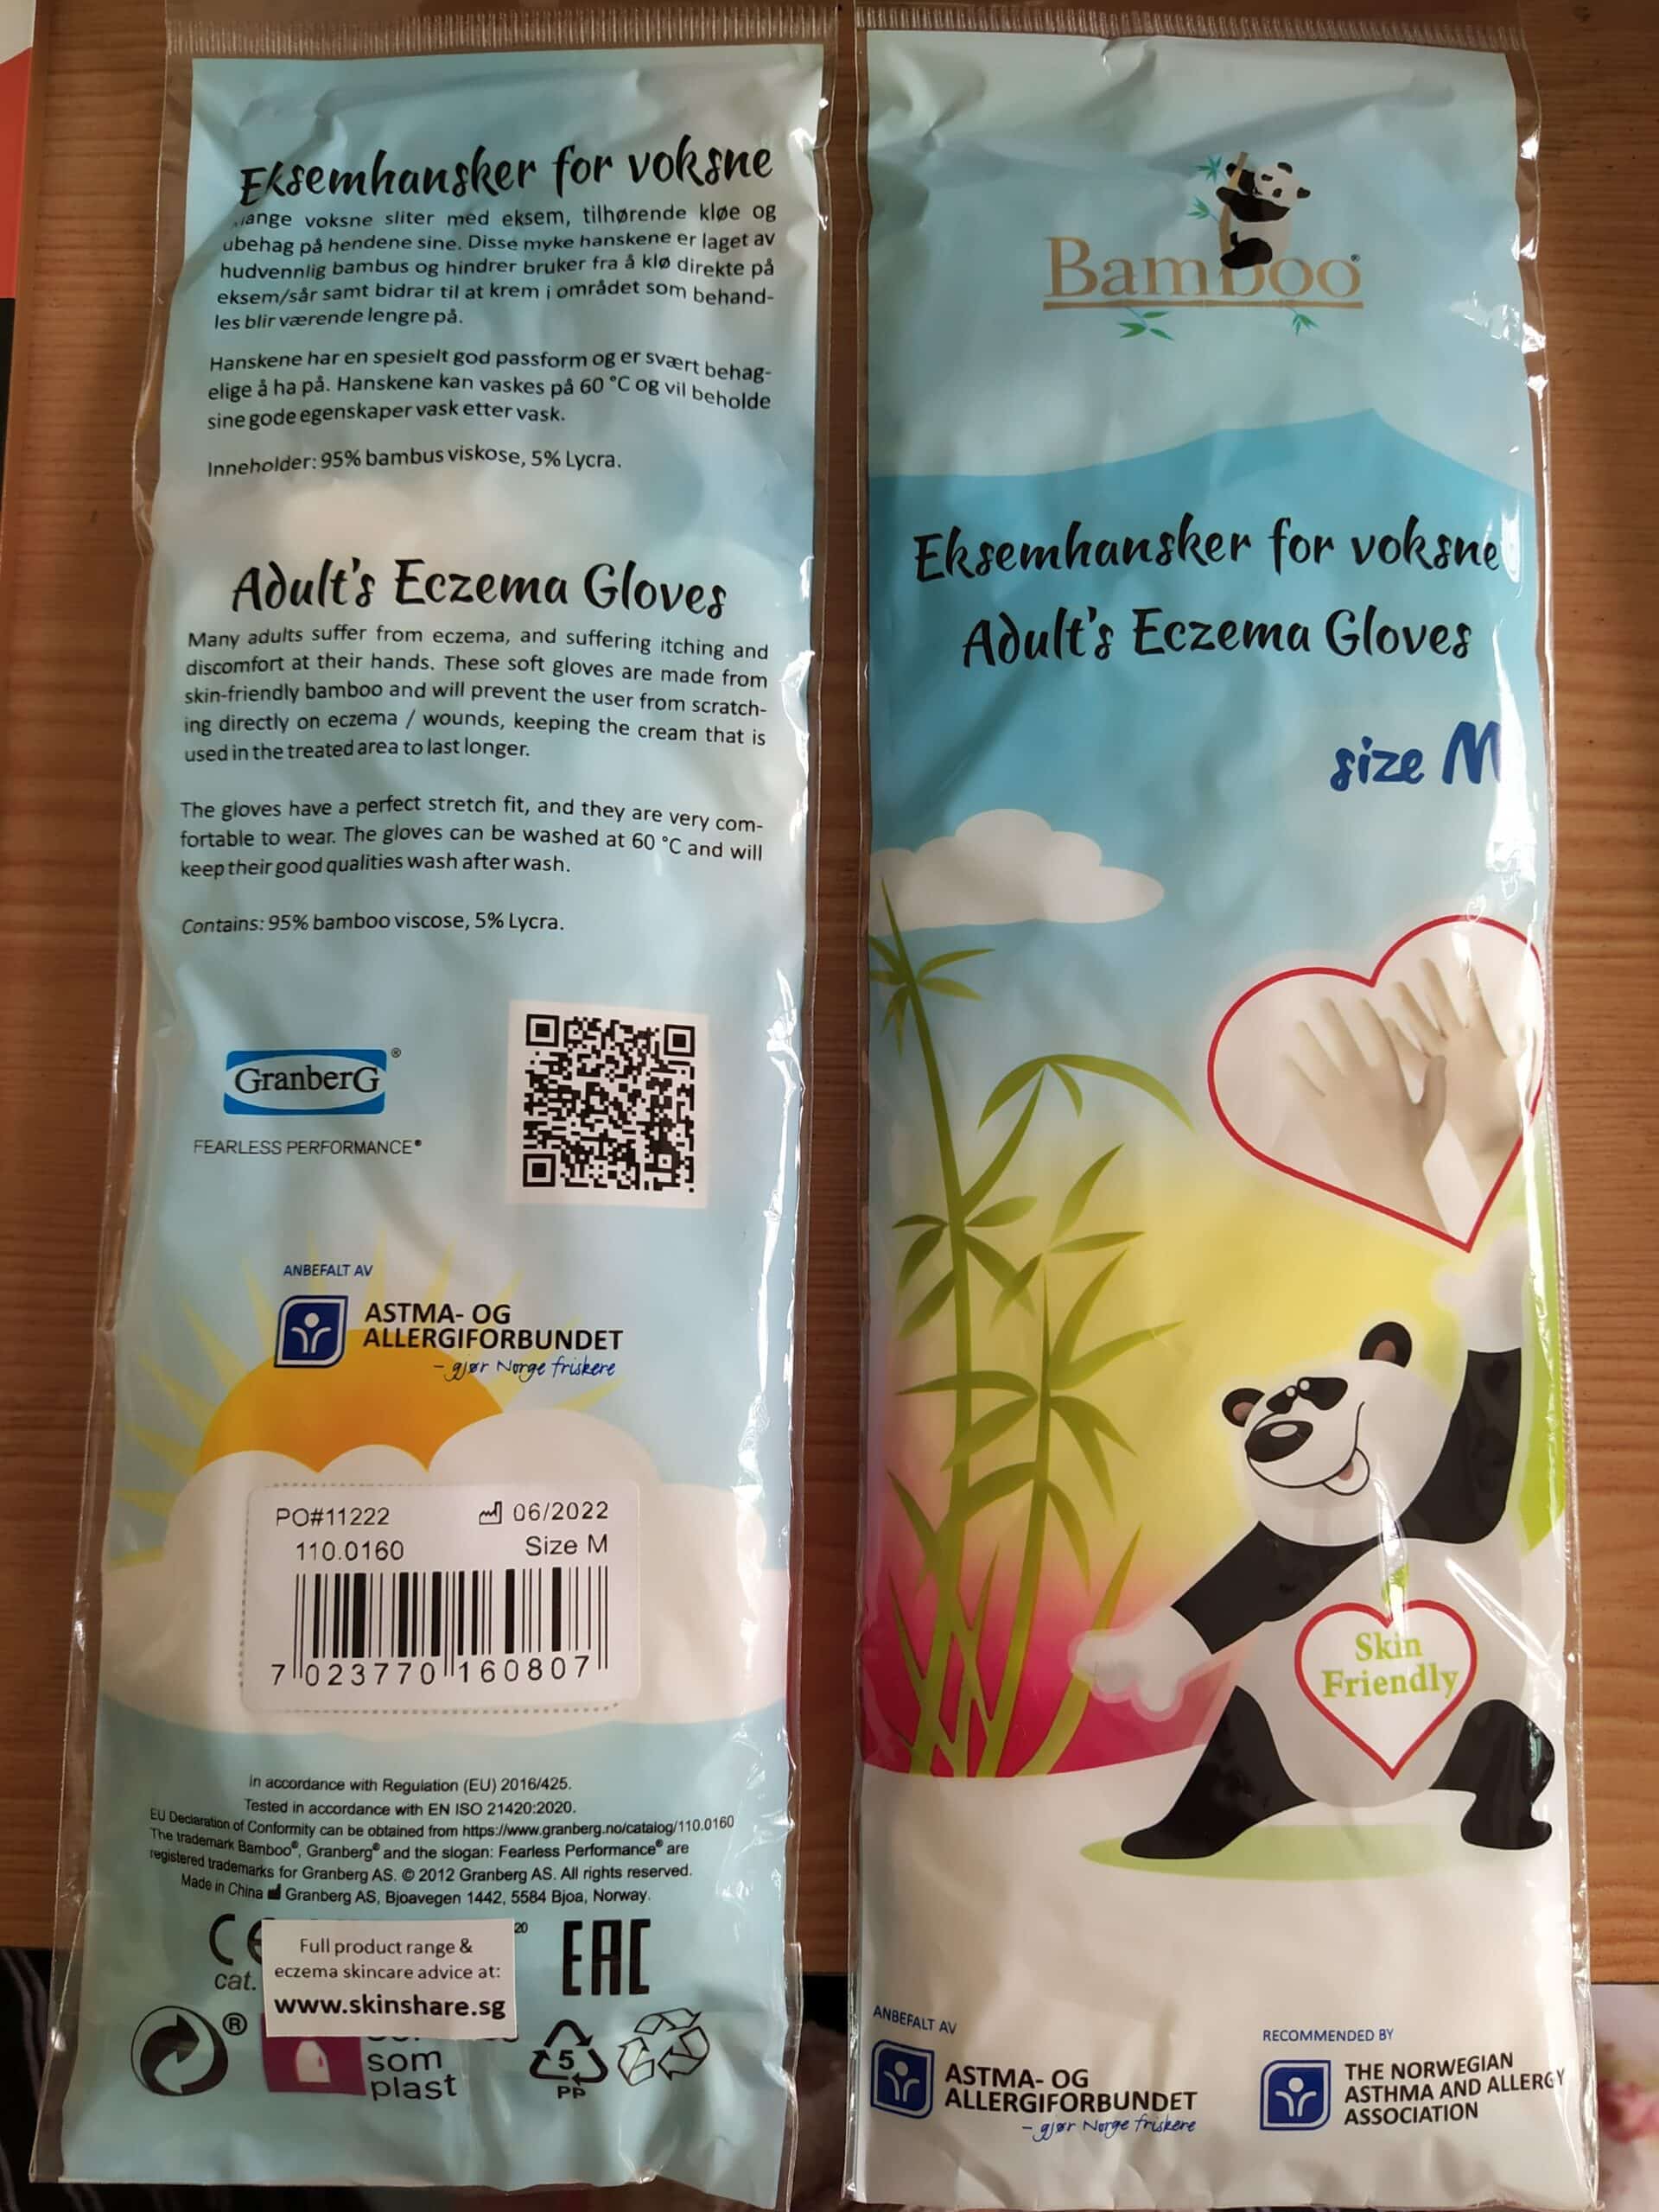 Eksemhansker for voksne
voksne sliter med eksem, tilhørende kløe og
ubehag på hendene sine. Disse myke hanskene er laget av
hudvennlig bambus og hindrer bruker fra å klø direkte på
eksem/sår samt bidrar til at krem i området som behand-
les blir værende lengre på.
Hanskene har en spesielt god passform og er svært behag-
elige å ha på. Hanskene kan vaskes på 60 °C og vil beholde
sine gode egenskaper vask etter vask.
Inneholder: 95% bambus viskose, 5% Lycra.
Adult's Eczema Gloves
Many adults suffer from eczema, and suffering itching and
discomfort at their hands. These soft gloves are made from
skin-friendly bamboo and will prevent the user from scratch-
ing directly on eczema / wounds, keeping the cream that is
used in the treated area to last longer.
The gloves have a perfect stretch fit, and they are very com-
fortable to wear. The gloves can be washed at 60 °C and will
keep their good qualities wash after wash.
Contains: 95% bamboo viscose, 5% Lycra.
GranberG®
FEARLESS PERFORMANCE®
ANBEFALT AV
ASTMA- OG
ALLERGIFORBUNDET
- gjør Norge friskere
PO#11222 06/2022
110.0160 Size M
7 023770 160807
In accordance with Regulation (EU) 2016/425.
Tested in accordance with EN ISO 21420:2020.
EU Declaration of Conformity can be obtained from https://www.granberg.no/catalog/110.0160
The trademark Bamboo®, Granberg® and the slogan: Fearless Performance® are
registered trademarks for Granberg AS. © 2012 Granberg AS. All rights reserved.
Made in China Granberg AS, Bjoavegen 1442, 5584 Bjoa, Norway.
CE
cat.
20
EAC
Full product range &
eczema skincare advice at:
www.skinshare.sg
®
som
plast
5
PP
Bamboo®
Eksemhansker for voksne
Adult's Eczema Gloves
size M
Skin
Friendly
ANBEFALT AV
ASTMA- OG
ALLERGIFORBUNDET
- gjør Norge friskere
RECOMMENDED BY
THE NORWEGIAN
ASTHMA AND ALLERGY
ASSOCIATION